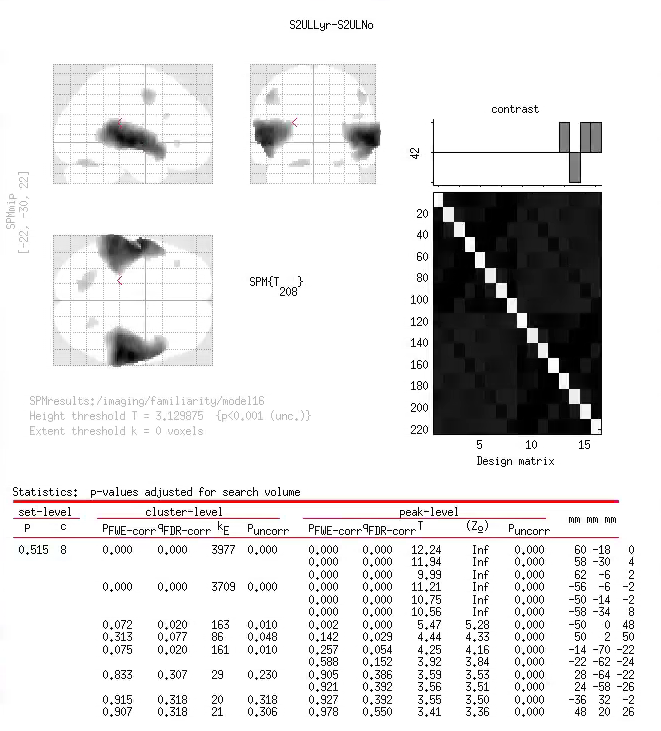 S2ULLyr-S2ULNo
contrast
42
SPMmip
[-22, -30, 22]
SPM{T208}
20
40
60
80
100
120
140
160
180
200
220
5 10 15
Design matrix
SPMresults:/imaging/familiarity/model16
Height threshold T = 3.129875 {p<0.001 (unc.)}
Extent threshold k = 0 voxels
Statistics: p-values adjusted for search volume
set-level cluster-level peak-level
p c pFWE-corr qFDR-corr kE puncorr pFWE-corr qFDR-corr T (Zo) puncorr mm mm mm
0.515 8 0.000 0.000 3977 0.000 0.000 0.000 12.24 Inf 0.000 60 -18 0
0.000 0.000 11.94 Inf 0.000 58 -30 4
0.000 0.000 9.99 Inf 0.000 62 -6 2
0.000 0.000 3709 0.000 0.000 0.000 11.21 Inf 0.000 -56 -6 -2
0.000 0.000 10.75 Inf 0.000 -50 -14 -2
0.000 0.000 10.56 Inf 0.000 -58 -34 8
0.072 0.020 163 0.010 0.002 0.000 5.47 5.28 0.000 -50 0 48
0.313 0.077 86 0.048 0.142 0.029 4.44 4.33 0.000 50 2 50
0.075 0.020 161 0.010 0.257 0.054 4.25 4.16 0.000 -14 -70 -22
0.588 0.152 3.92 3.84 0.000 -22 -62 -24
0.833 0.307 29 0.230 0.905 0.386 3.59 3.53 0.000 28 -64 -22
0.921 0.392 3.56 3.51 0.000 24 -58 -26
0.915 0.318 20 0.318 0.927 0.392 3.55 3.50 0.000 -36 32 -2
0.907 0.318 21 0.306 0.978 0.550 3.41 3.36 0.000 48 20 26